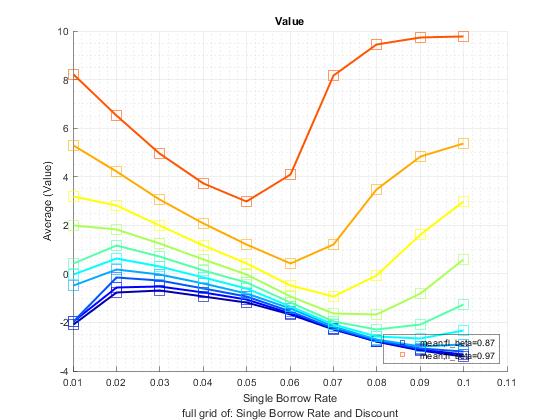 Value
10
8
6
4
2
0
-2
-4
Average (Value)
mean;fl_beta=0.87
mean;fl_beta=0.97
0.01 0.02 0.03 0.04 0.05 0.06 0.07 0.08 0.09 0.1 0.11
Single Borrow Rate
full grid of: Single Borrow Rate and Discount